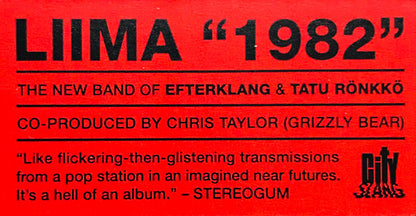 LIIMA “1982”
THE NEW BAND OF EFTERKLANG & TATU RÖNKKÖ
CO-PRODUCED BY CHRIS TAYLOR (GRIZZLY BEAR)
“Like flickering-then-glistening transmissions
from a pop station in an imagined near futures.
It’s a hell of an album.” – STEREOGUM
City
SLANG